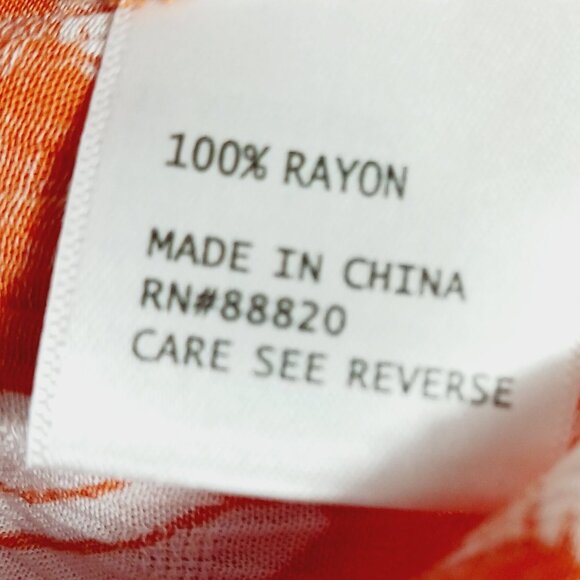 100% RAYON
MADE IN CHINA
RN#88820
CARE SEE REVERSE